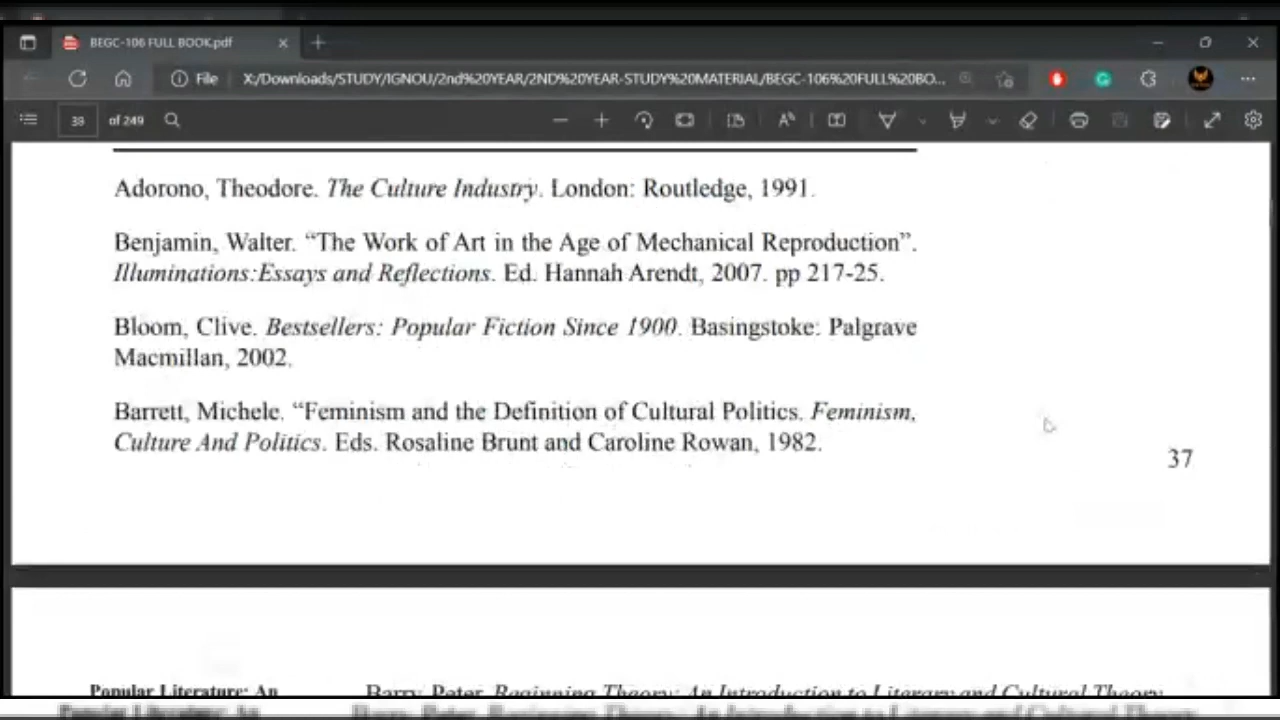 BEGC-106 FULL BOOK.pdf
File X:/Downloads/STUDY/IGNOU/2nd%20YEAR/2ND%20YEAR-STUDY%20MATERIAL/BEGC-106%20FULL%20BO...
38 of 249
Adorono, Theodore. The Culture Industry. London: Routledge, 1991.
Benjamin, Walter. “The Work of Art in the Age of Mechanical Reproduction”.
Illuminations:Essays and Reflections. Ed. Hannah Arendt, 2007. pp 217-25.
Bloom, Clive. Bestsellers: Popular Fiction Since 1900. Basingstoke: Palgrave
Macmillan, 2002.
Barrett, Michele. “Feminism and the Definition of Cultural Politics. Feminism,
Culture And Politics. Eds. Rosaline Brunt and Caroline Rowan, 1982.
37
Popular Literature: An
Barry, Peter. Beginning Theory: An Introduction to Literary and Cultural Theory